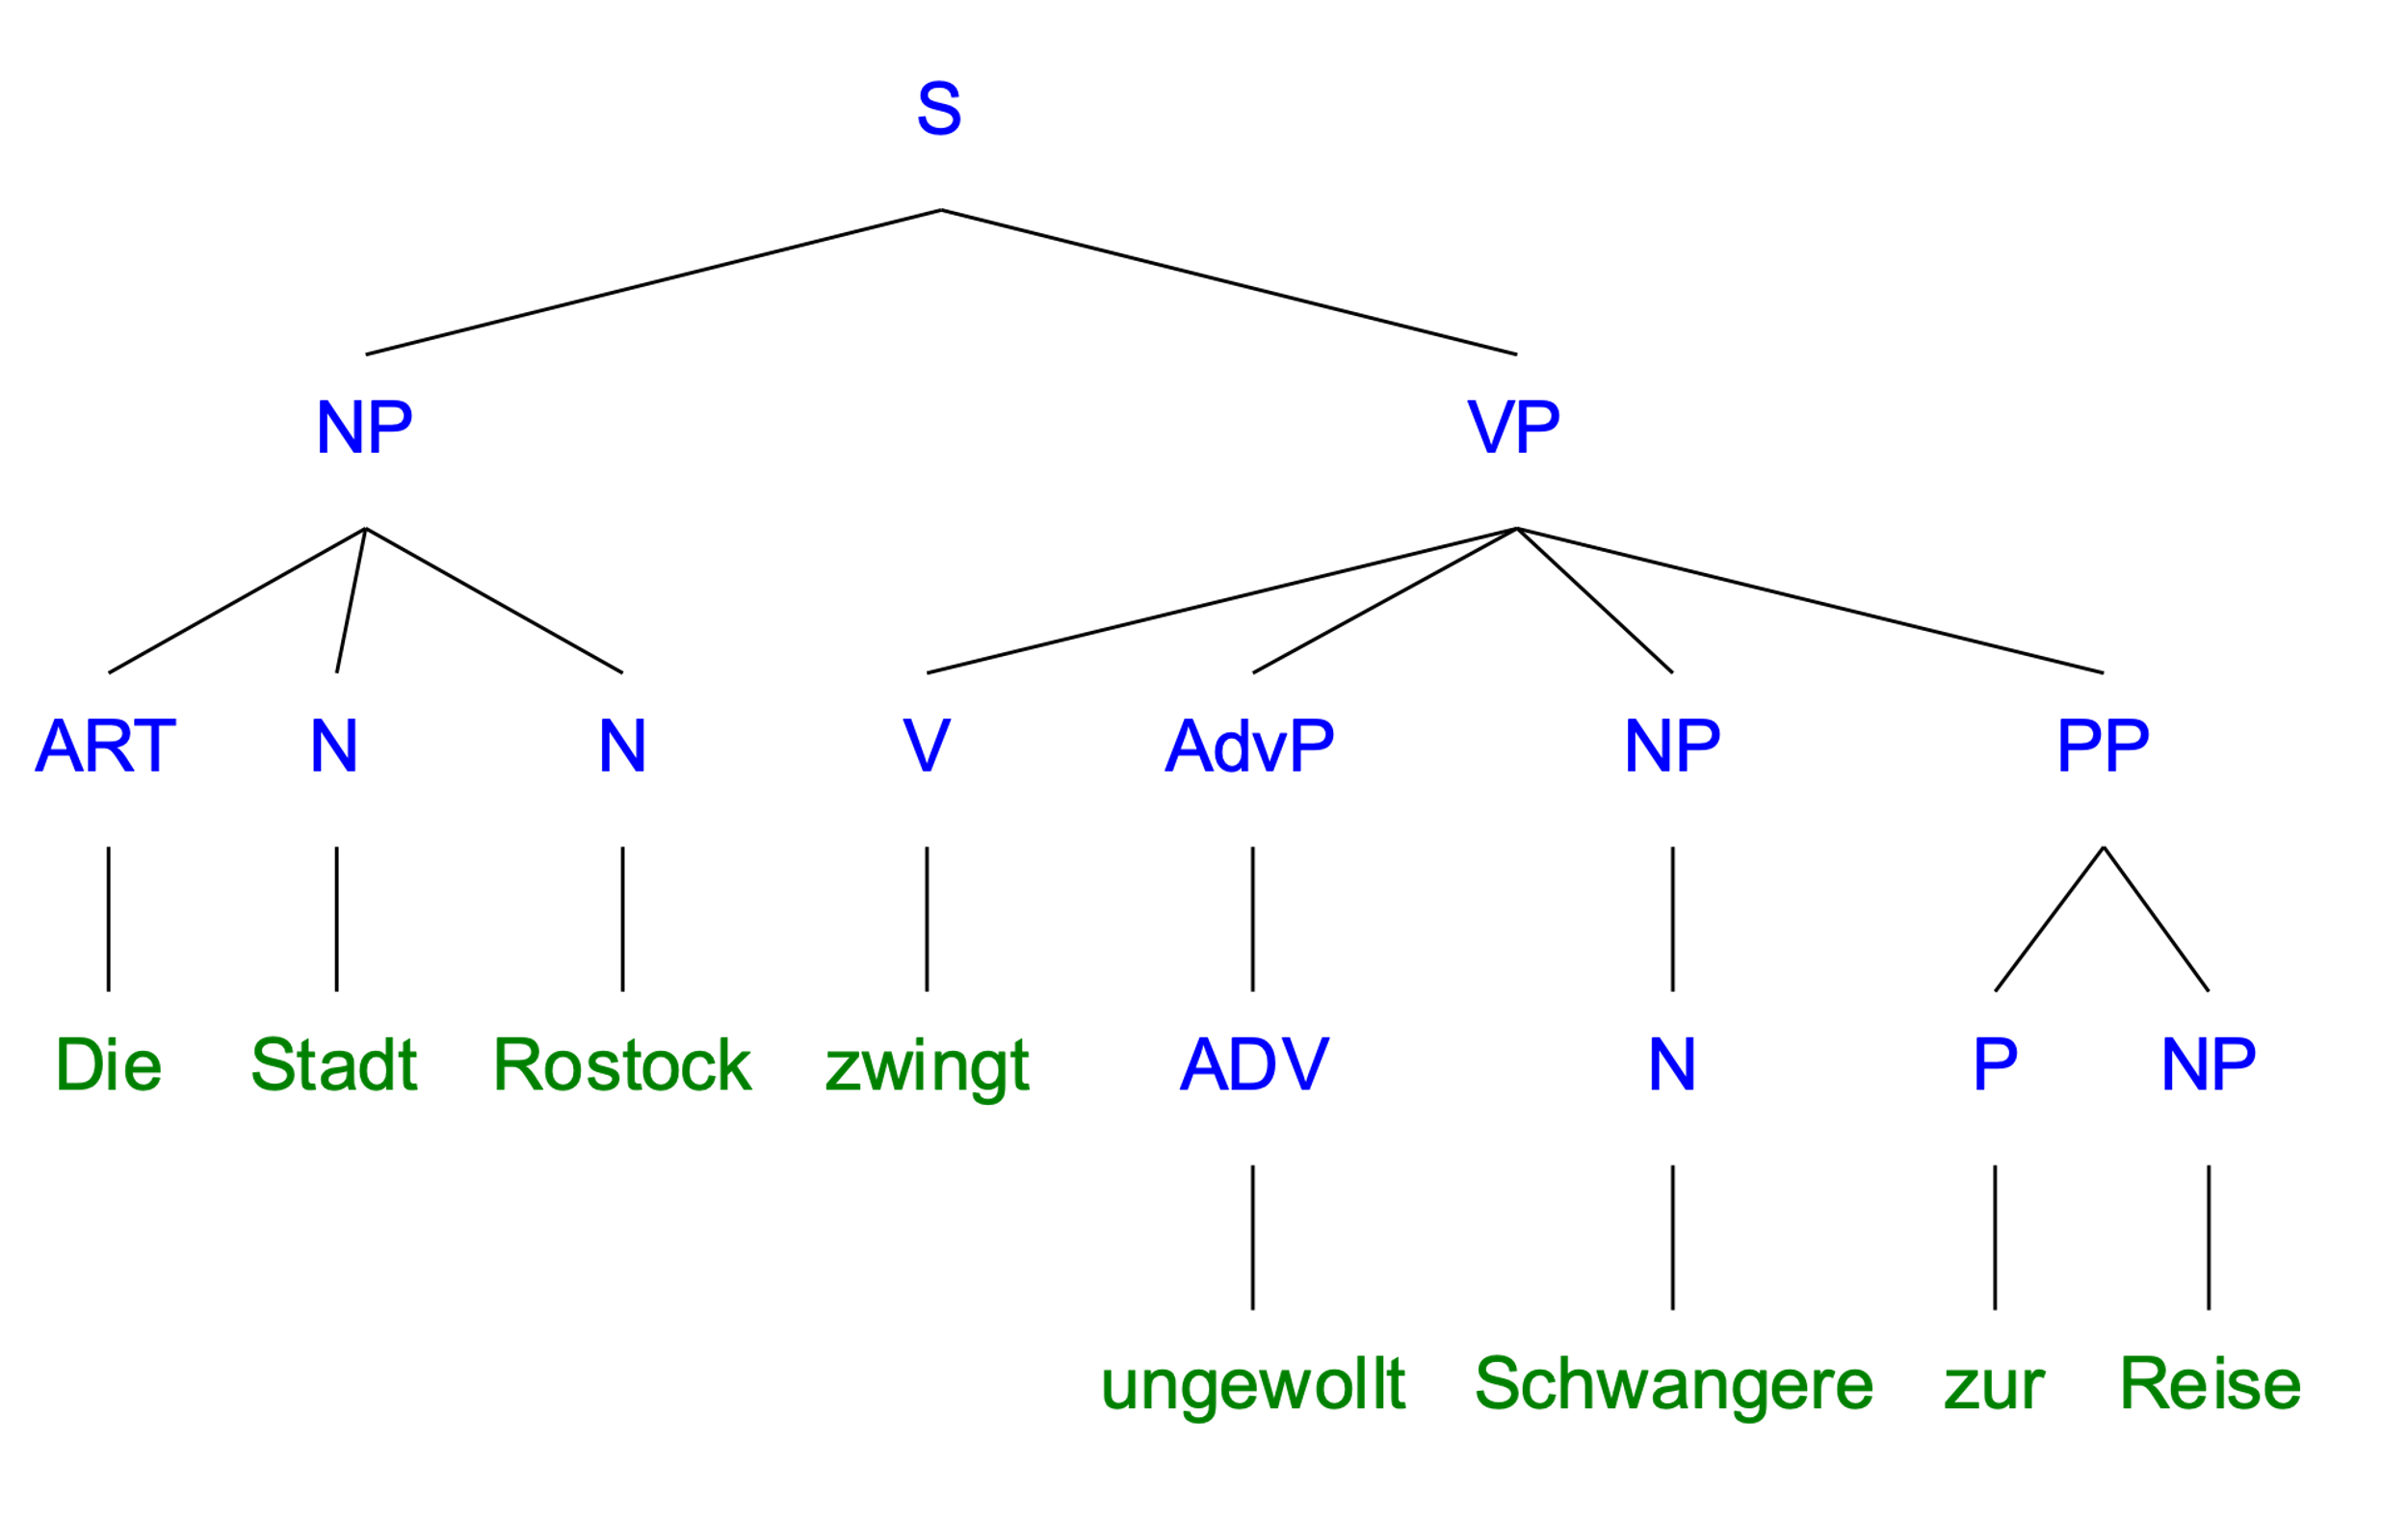 S
NP VP
ART N N V AdvP NP PP
Die Stadt Rostock zwingt ADV N P NP
ungewollt Schwangere zur Reise